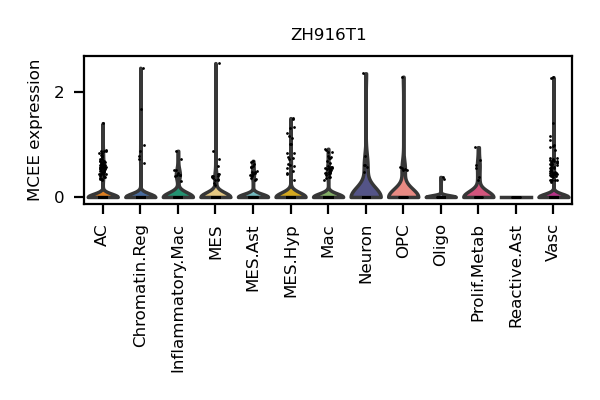 ZH916T1
MCEE expression
2
0
AC
Chromatin.Reg
Inflammatory.Mac
MES
MES.Ast
MES.Hyp
Mac
Neuron
OPC
Oligo
Prolif.Metab
Reactive.Ast
Vasc